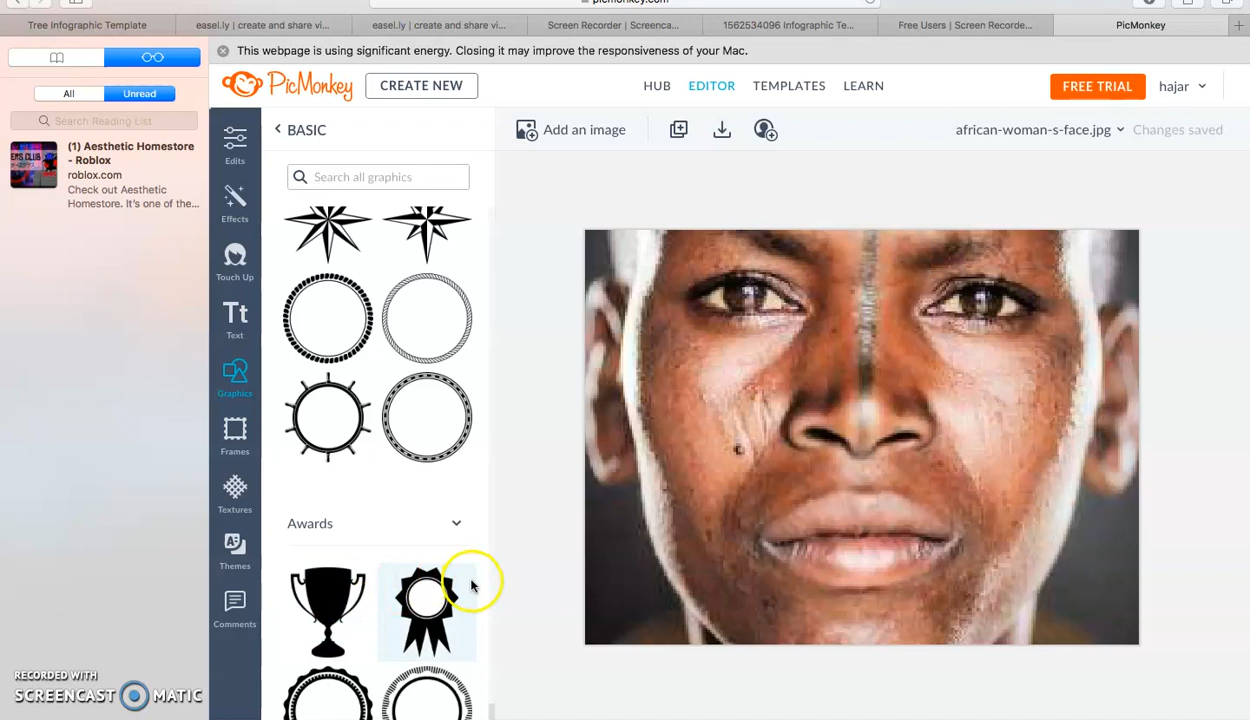 picmonkey.com
Tree Infographic Template
easel.ly | create and share vi...
easel.ly | create and share vi...
Screen Recorder | Screenca...
1562534096 Infographic Te...
Free Users | Screen Recorde...
PicMonkey
This webpage is using significant energy. Closing it may improve the responsiveness of your Mac.
All
Unread
Search Reading List
(1) Aesthetic Homestore
- Roblox
roblox.com
Check out Aesthetic
Homestore. It's one of the...
PicMonkey
CREATE NEW
HUB
EDITOR
TEMPLATES
LEARN
FREE TRIAL
hajar
Edits
Effects
Touch Up
Tt
Text
Graphics
Frames
Textures
Themes
Comments
BASIC
Search all graphics
Awards
Add an image
african-woman-s-face.jpg
Changes saved
RECORDED WITH
SCREENCAST MATIC